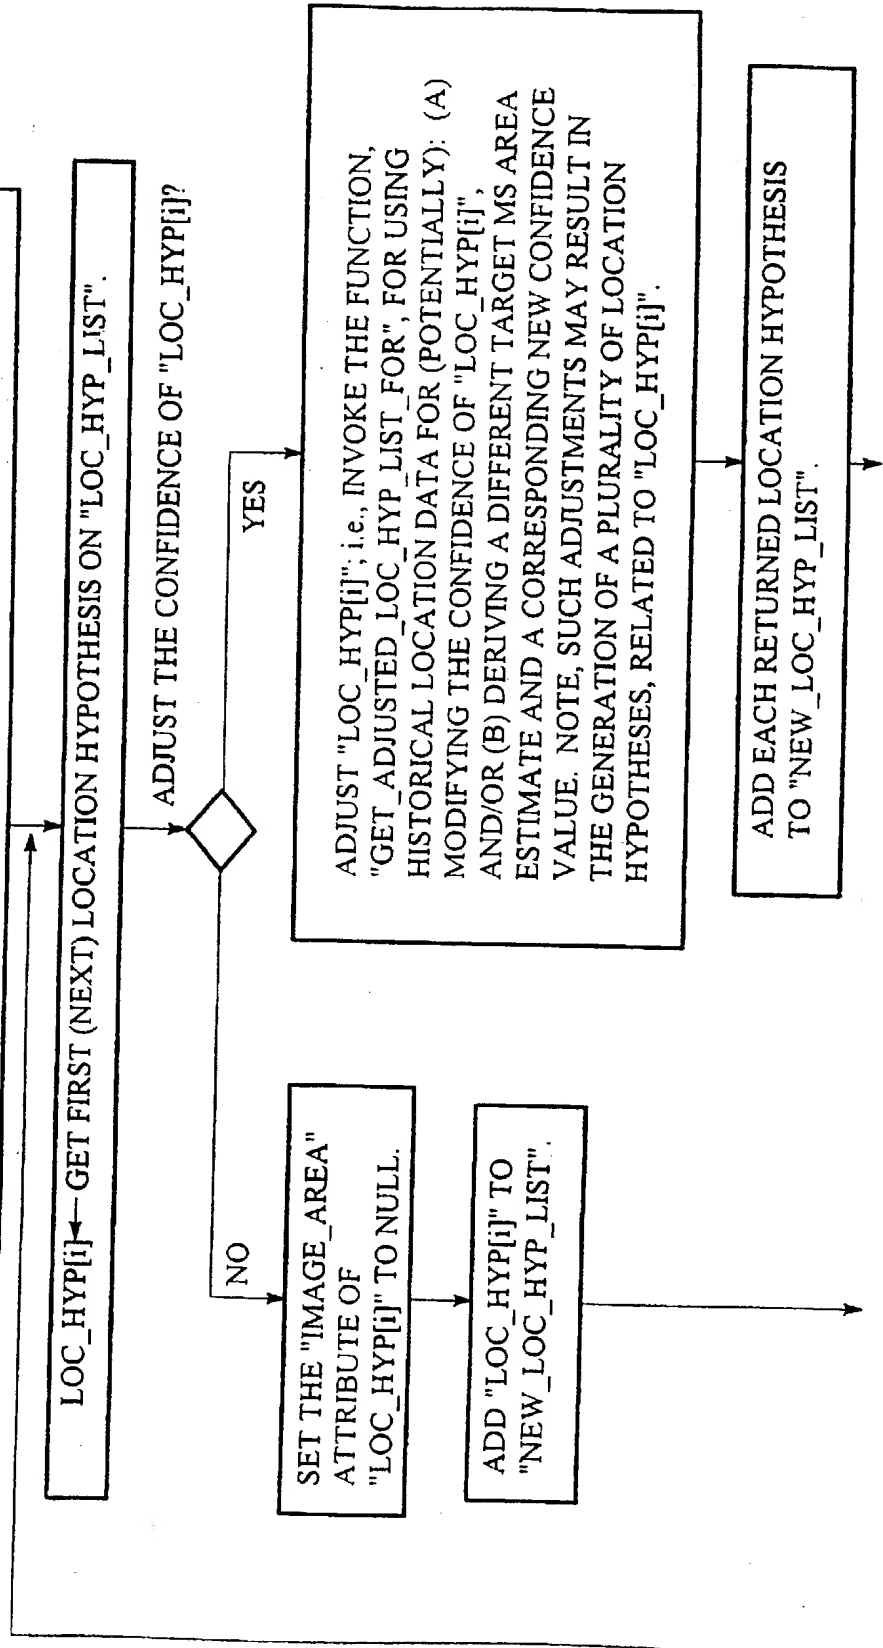 LOC_HYP[i]← GET FIRST (NEXT) LOCATION HYPOTHESIS ON "LOC_HYP_LIST".
ADJUST THE CONFIDENCE OF "LOC_HYP[i]?
NO
YES
SET THE "IMAGE_AREA"
ATTRIBUTE OF
"LOC_HYP[i]" TO NULL.
ADD "LOC_HYP[i]" TO
"NEW_LOC_HYP_LIST".
ADJUST "LOC_HYP[i]"; i.e., INVOKE THE FUNCTION,
"GET_ADJUSTED_LOC_HYP_LIST_FOR", FOR USING
HISTORICAL LOCATION DATA FOR (POTENTIALLY): (A)
MODIFYING THE CONFIDENCE OF "LOC_HYP[i]",
AND/OR (B) DERIVING A DIFFERENT TARGET MS AREA
ESTIMATE AND A CORRESPONDING NEW CONFIDENCE
VALUE. NOTE, SUCH ADJUSTMENTS MAY RESULT IN
THE GENERATION OF A PLURALITY OF LOCATION
HYPOTHESES, RELATED TO "LOC_HYP[i]".
ADD EACH RETURNED LOCATION HYPOTHESIS
TO "NEW_LOC_HYP_LIST".